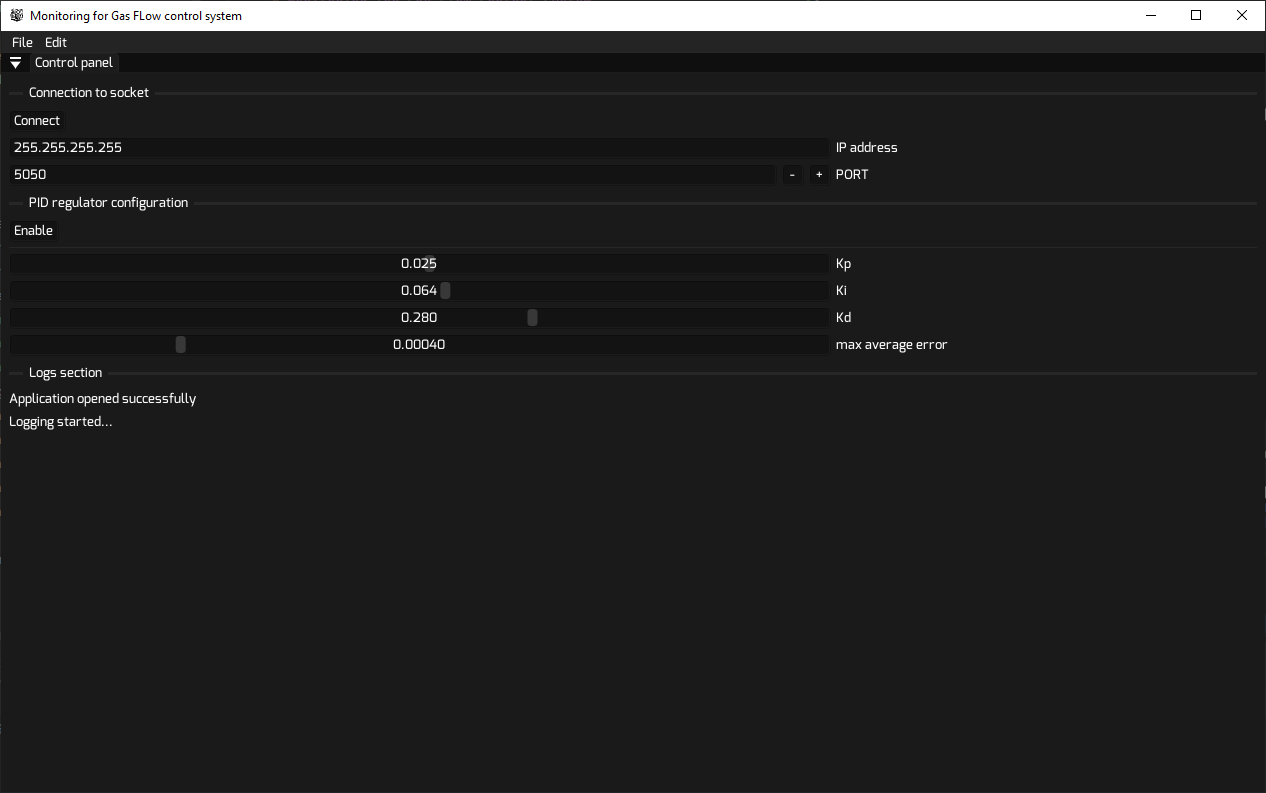 Monitoring for Gas FLow control system
File Edit
Control panel
Connection to socket
Connect
255.255.255.255 IP address
5050 - + PORT
PID regulator configuration
Enable
0.025 Kp
0.064 Ki
0.280 Kd
0.00040 max average error
Logs section
Application opened successfully
Logging started...